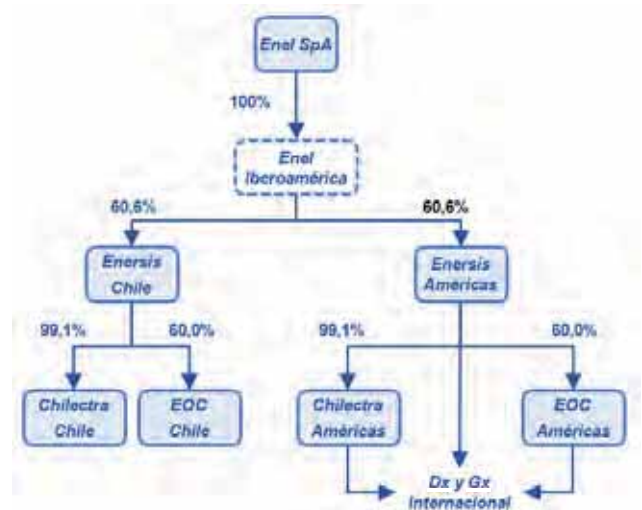 Enel SpA
100%
Enel
Iberoamérica
60,6%
60,6%
Enersis
Chile
Enersis
Américas
99,1%
60,0%
99,1%
60,0%
Chilectra
Chile
EOC
Chile
Chilectra
Américas
EOC
Américas
Dx y Gx
Internacional